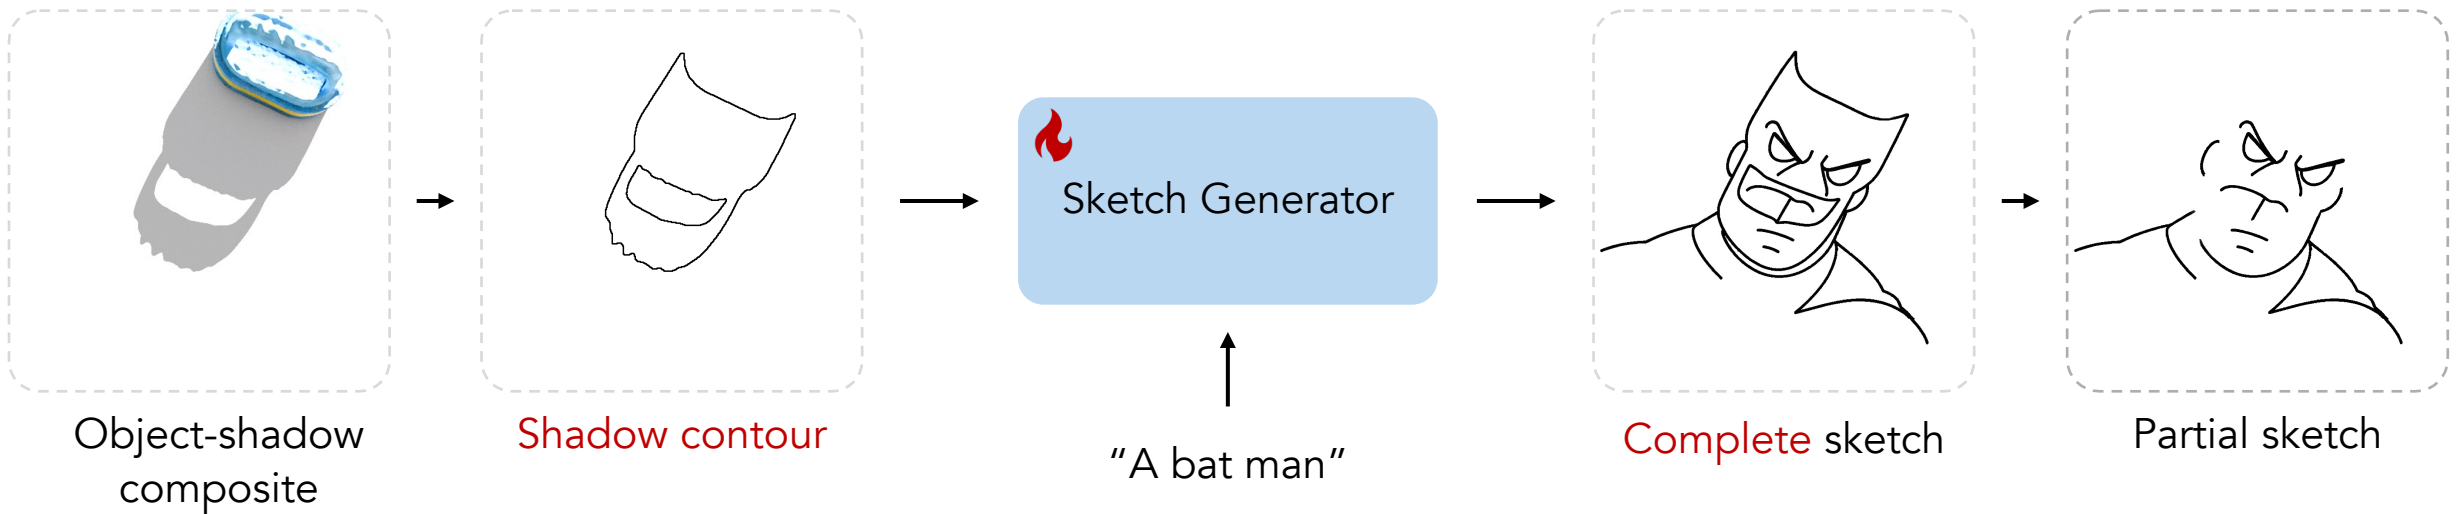 Object-shadow
composite
Shadow contour
Sketch Generator
“A bat man”
Complete sketch
Partial sketch